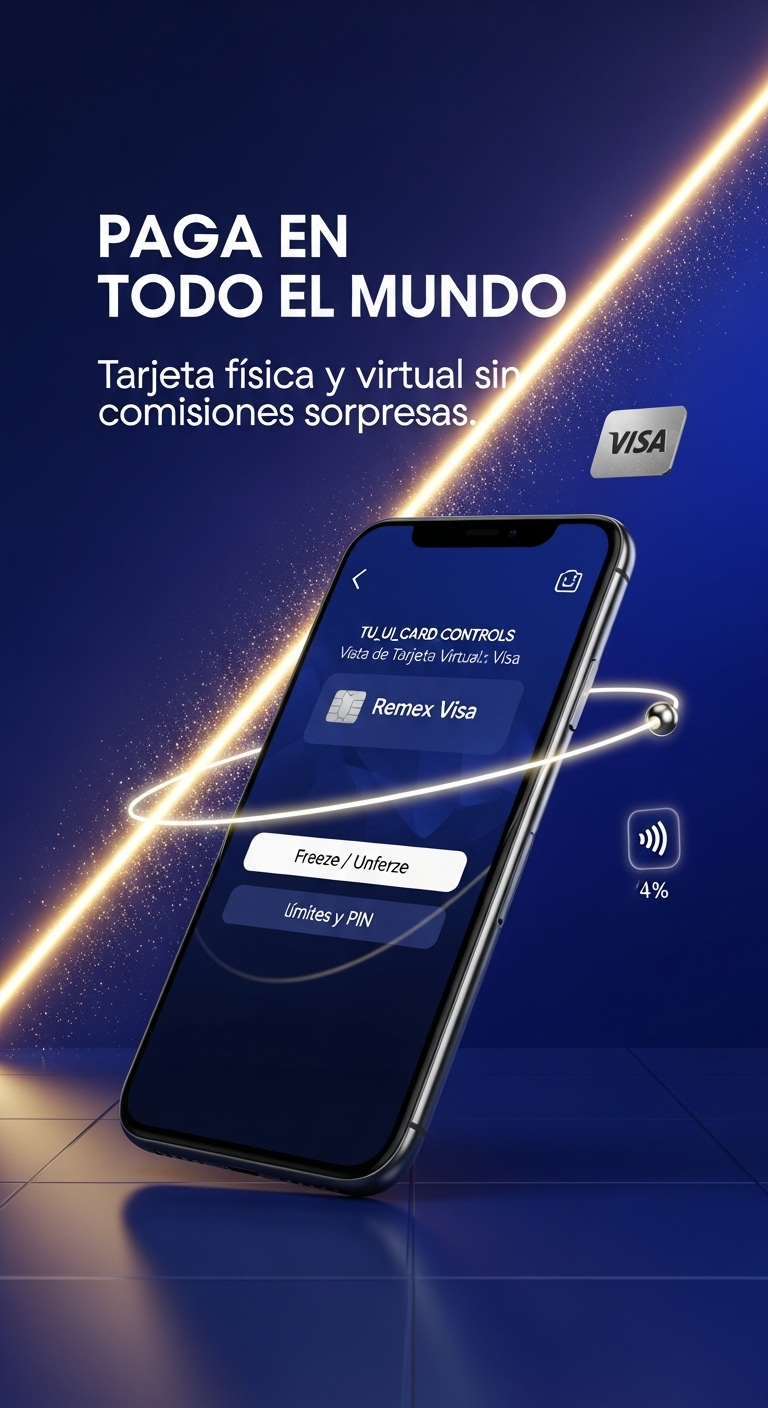 PAGA EN
TODO EL MUNDO
Tarjeta física y virtual sin
comisiones sorpresas.
VISA
TU_UI_CARD CONTROLS
Vista de Tarjeta Virtual: Visa
Remex Visa
Freeze / Unferze
Límites y PIN
4%